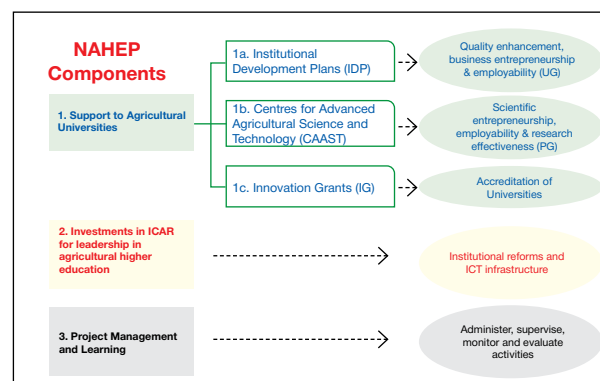 NAHEP
Components
1. Support to Agricultural
Universities
1a. Institutional
Development Plans (IDP)
Quality enhancement,
business entrepreneurship
& employability (UG)
1b. Centres for Advanced
Agricultural Science and
Technology (CAAST)
Scientific
entrepreneurship,
employability & research
effectiveness (PG)
1c. Innovation Grants (IG)
Accreditation of
Universities
2. Investments in ICAR
for leadership in
agricultural higher
education
Institutional reforms and
ICT infrastructure
3. Project Management
and Learning
Administer, supervise,
monitor and evaluate
activities